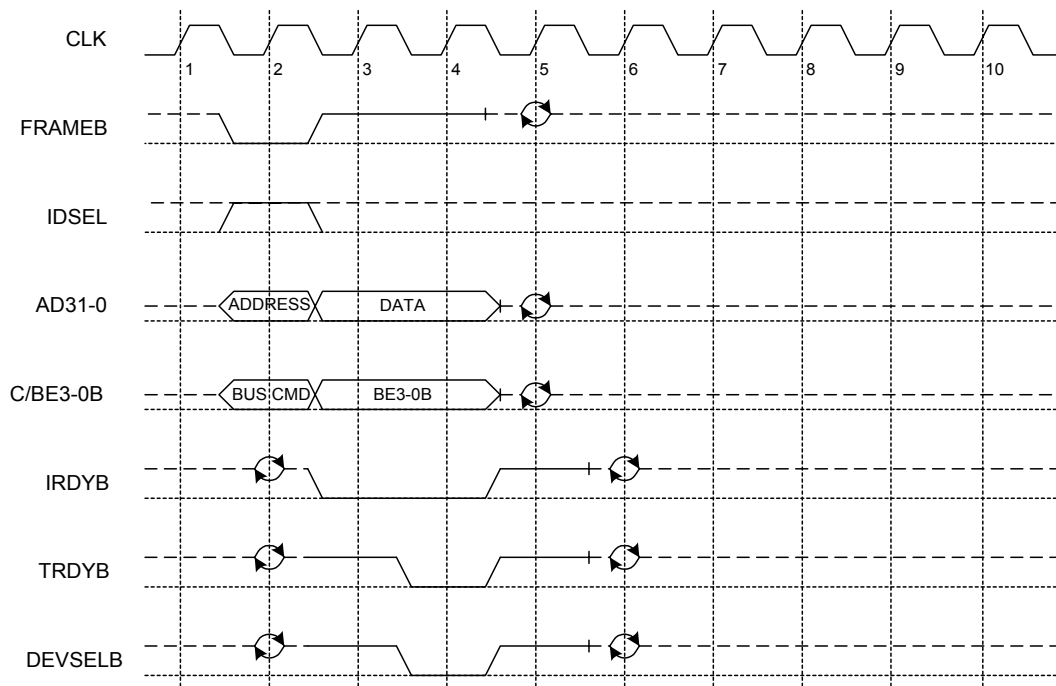 CLK
1 2 3 4 5 6 7 8 9 10
FRAMEB
IDSEL
AD31-0 ADDRESS DATA
C/BE3-0B BUS CMD BE3-0B
IRDYB
TRDYB
DEVSELB